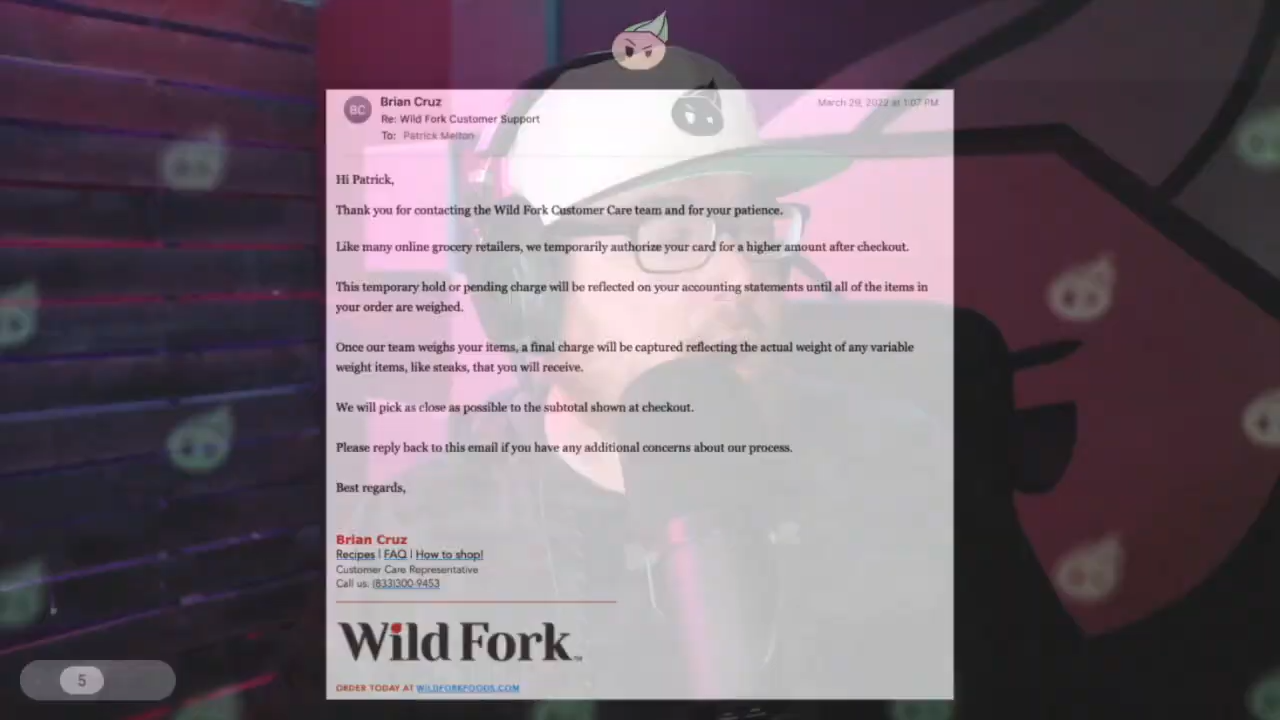 BC
Brian Cruz
March 29, 2022 at 1:07 PM
Re: Wild Fork Customer Support
To: Patrick Melton
Hi Patrick,
Thank you for contacting the Wild Fork Customer Care team and for your patience.
Like many online grocery retailers, we temporarily authorize your card for a higher amount after checkout.
This temporary hold or pending charge will be reflected on your accounting statements until all of the items in
your order are weighed.
Once our team weighs your items, a final charge will be captured reflecting the actual weight of any variable
weight items, like steaks, that you will receive.
We will pick as close as possible to the subtotal shown at checkout.
Please reply back to this email if you have any additional concerns about our process.
Best regards,
Brian Cruz
Recipes | FAQ | How to shop!
Customer Care Representative
Call us: (833)300-9453
Wild Fork™
ORDER TODAY AT WILDFORKFOODS.COM
5